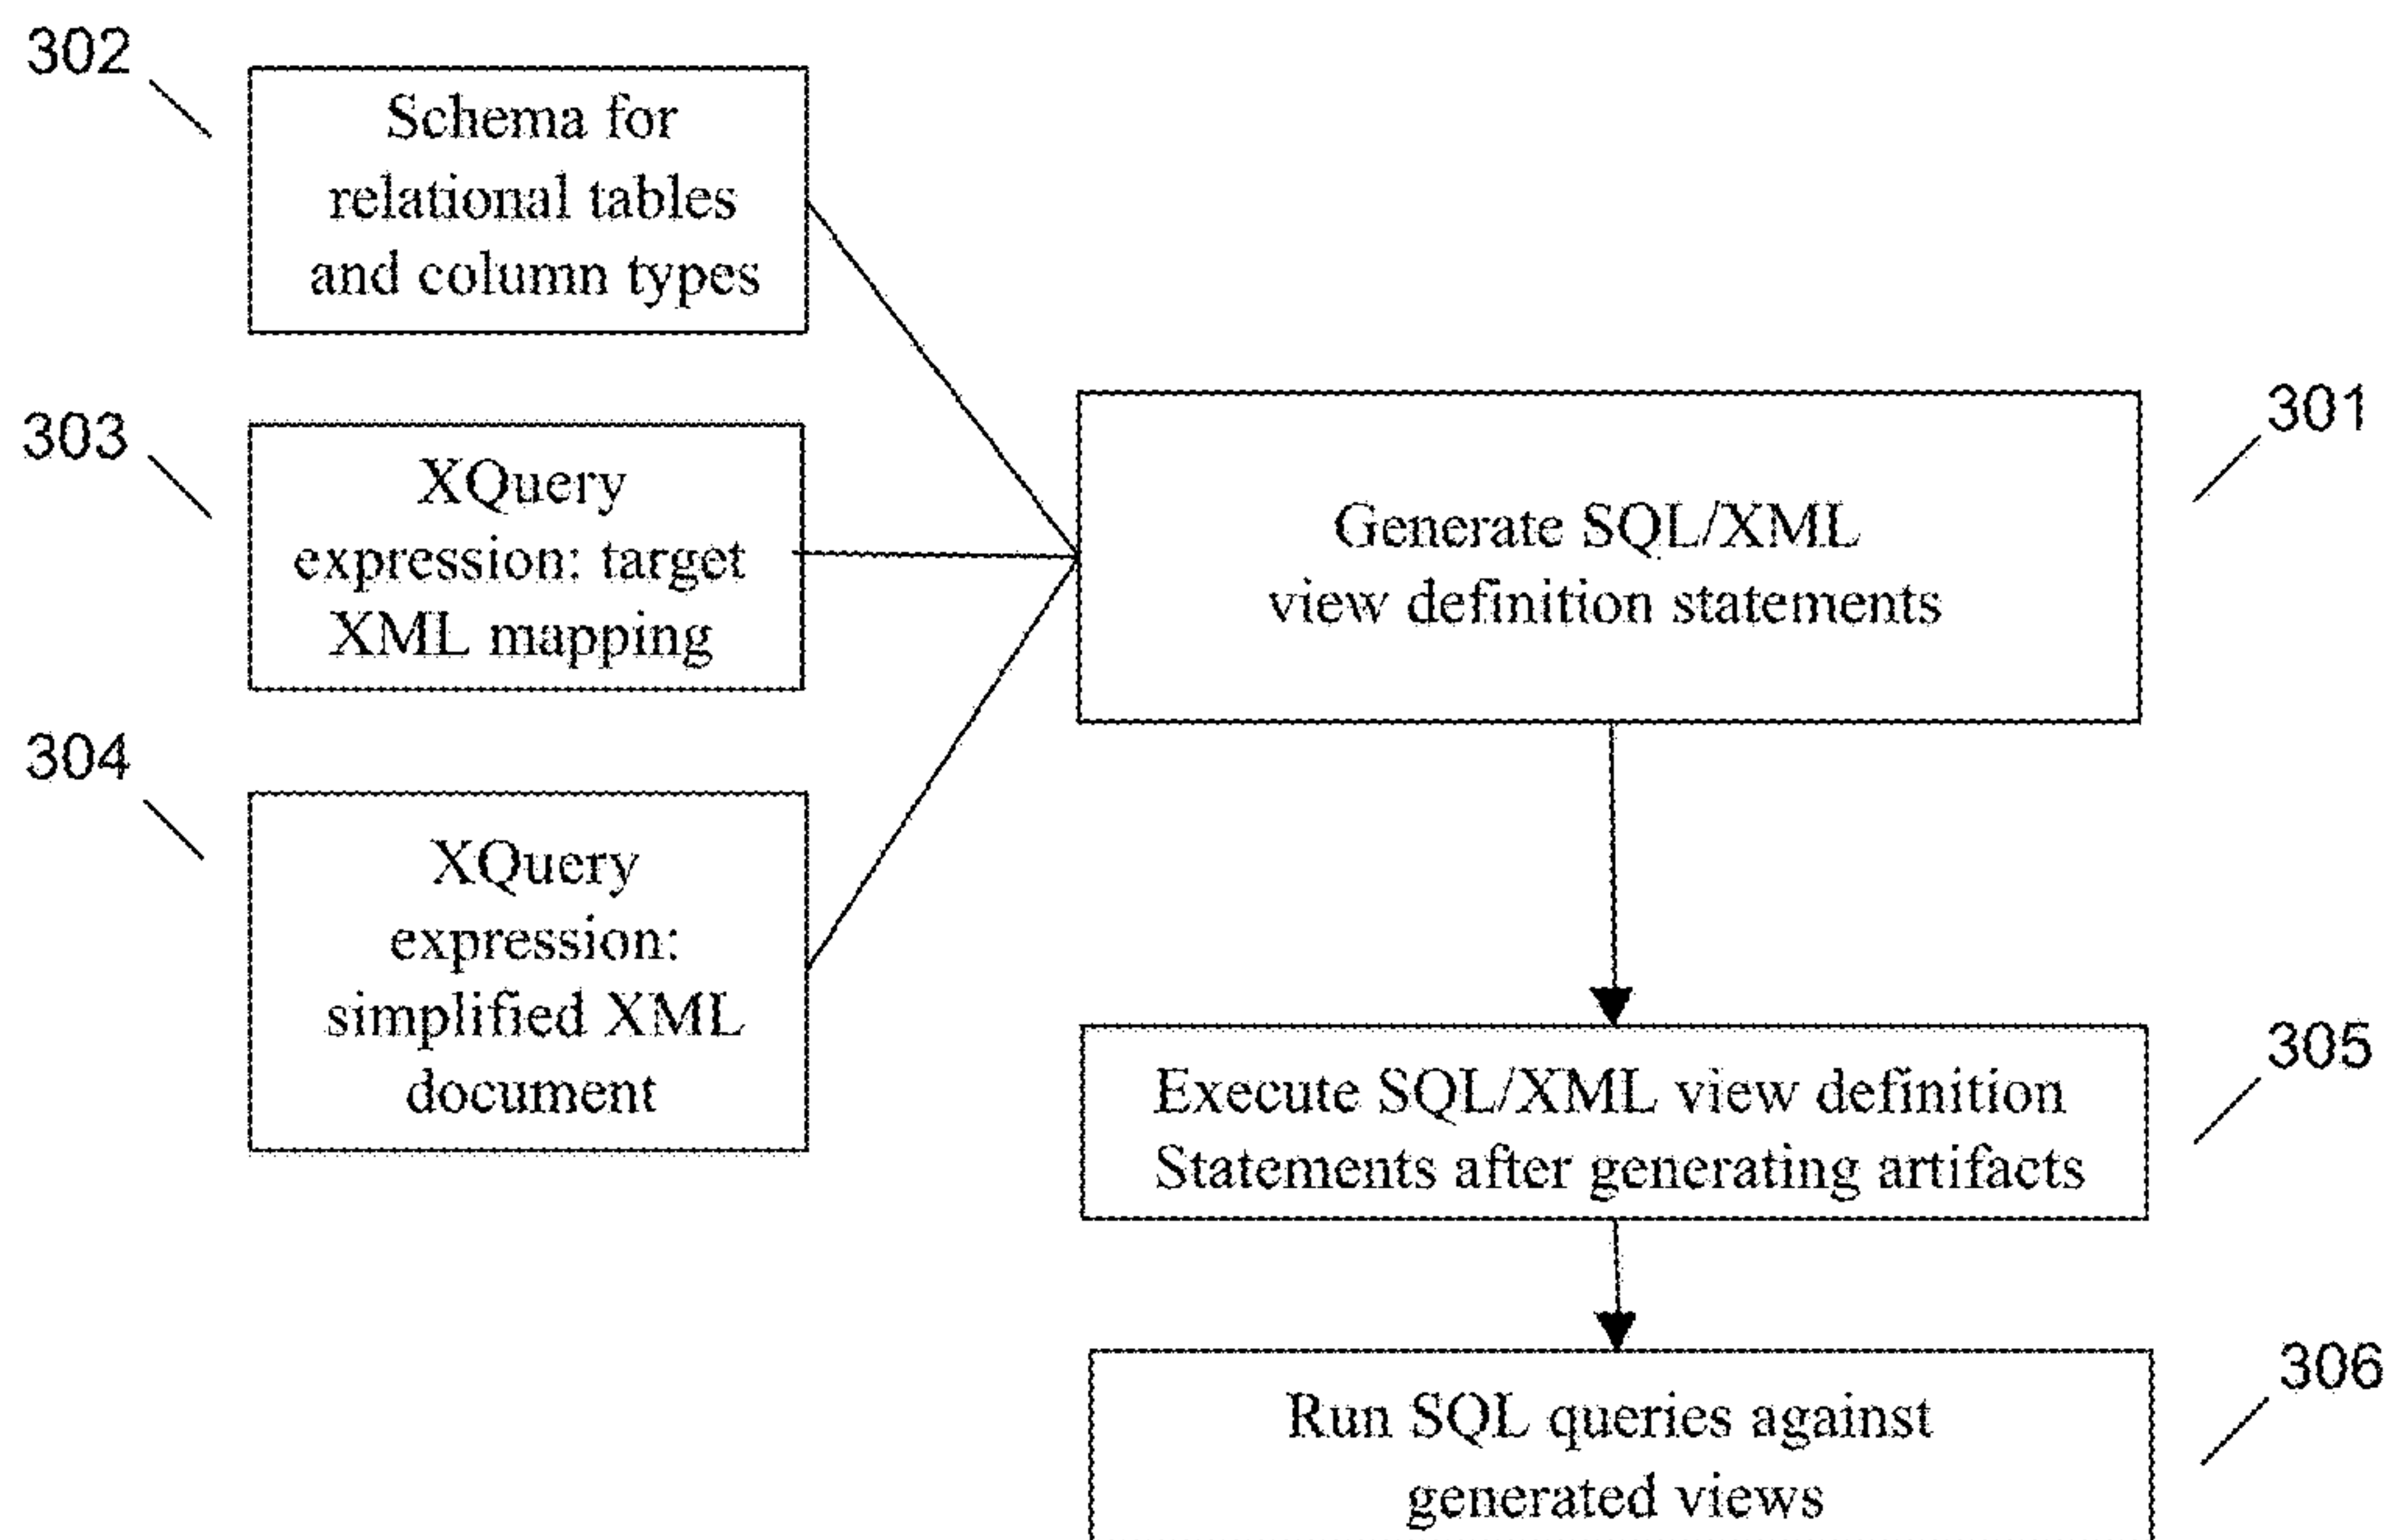 302
Schema for
relational tables
and column types
303
XQuery
expression: target
XML mapping
304
XQuery
expression:
simplified XML
document
301
Generate SQL/XML
view definition statements
305
Execute SQL/XML view definition
Statements after generating artifacts
306
Run SQL queries against
generated views